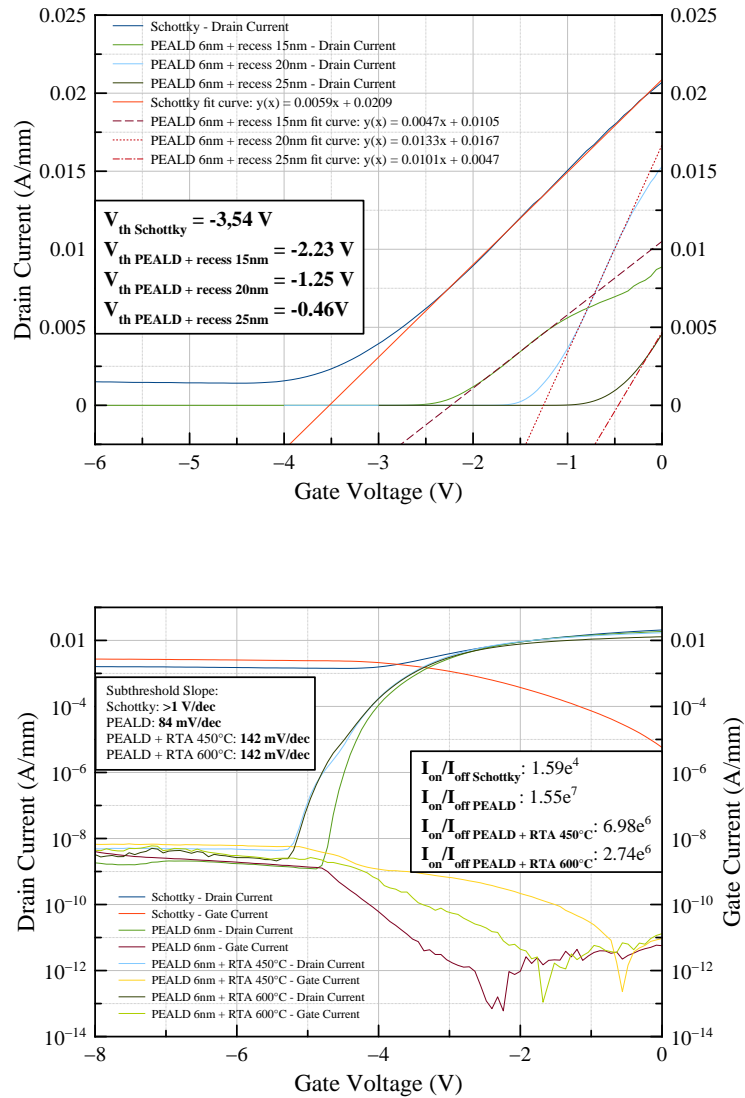 Schottky - Drain Current
PEALD 6nm + recess 15nm - Drain Current
PEALD 6nm + recess 20nm - Drain Current
PEALD 6nm + recess 25nm - Drain Current
Schottky fit curve: y(x) = 0.0059x + 0.0209
PEALD 6nm + recess 15nm fit curve: y(x) = 0.0047x + 0.0105
PEALD 6nm + recess 20nm fit curve: y(x) = 0.0133x + 0.0167
PEALD 6nm + recess 25nm fit curve: y(x) = 0.0101x + 0.0047
V_th Schottky = -3,54 V
V_th PEALD + recess 15nm = -2.23 V
V_th PEALD + recess 20nm = -1.25 V
V_th PEALD + recess 25nm = -0.46V
Drain Current (A/mm)
0.025
0.02
0.015
0.01
0.005
0
0.025
0.02
0.015
0.01
0.005
0
−6 −5 −4 −3 −2 −1 0
Gate Voltage (V)
Subthreshold Slope:
Schottky: >1 V/dec
PEALD: 84 mV/dec
PEALD + RTA 450°C: 142 mV/dec
PEALD + RTA 600°C: 142 mV/dec
I_on/I_off Schottky: 1.59e^4
I_on/I_off PEALD: 1.55e^7
I_on/I_off PEALD + RTA 450°C: 6.98e^6
I_on/I_off PEALD + RTA 600°C: 2.74e^6
Schottky - Drain Current
Schottky - Gate Current
PEALD 6nm - Drain Current
PEALD 6nm - Gate Current
PEALD 6nm + RTA 450°C - Drain Current
PEALD 6nm + RTA 450°C - Gate Current
PEALD 6nm + RTA 600°C - Drain Current
PEALD 6nm + RTA 600°C - Gate Current
Drain Current (A/mm)
0.01
10^−4
10^−6
10^−8
10^−10
10^−12
10^−14
Gate Current (A/mm)
0.01
10^−4
10^−6
10^−8
10^−10
10^−12
10^−14
−8 −6 −4 −2 0
Gate Voltage (V)